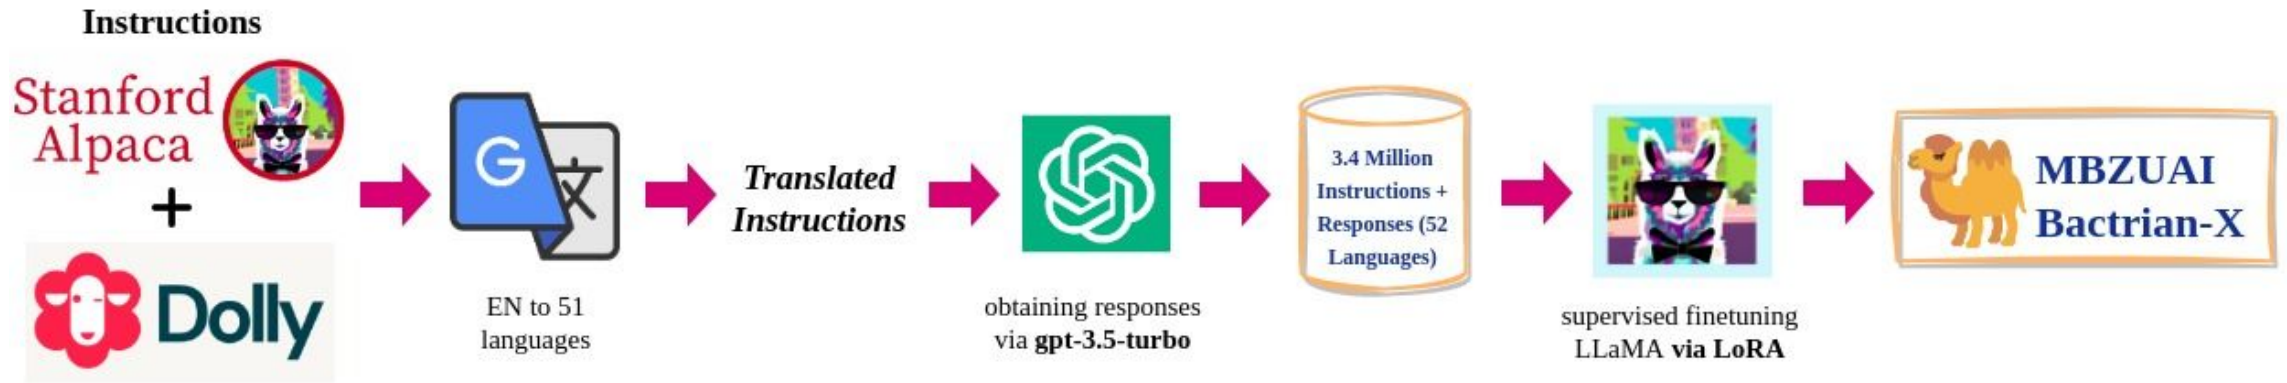 Instructions
Stanford
Alpaca
+
Dolly
G 文
EN to 51
languages
Translated
Instructions
obtaining responses
via gpt-3.5-turbo
3.4 Million
Instructions +
Responses (52
Languages)
supervised finetuning
LLaMA via LoRA
MBZUAI
Bactrian-X